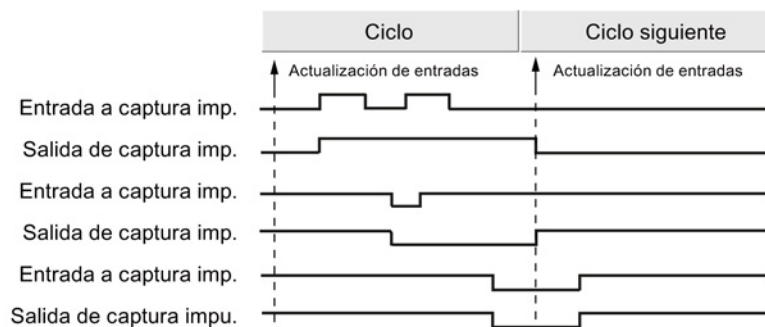 Ciclo
Ciclo siguiente
Actualización de entradas
Actualización de entradas
Entrada a captura imp.
Salida de captura imp.
Entrada a captura imp.
Salida de captura imp.
Entrada a captura imp.
Salida de captura impu.